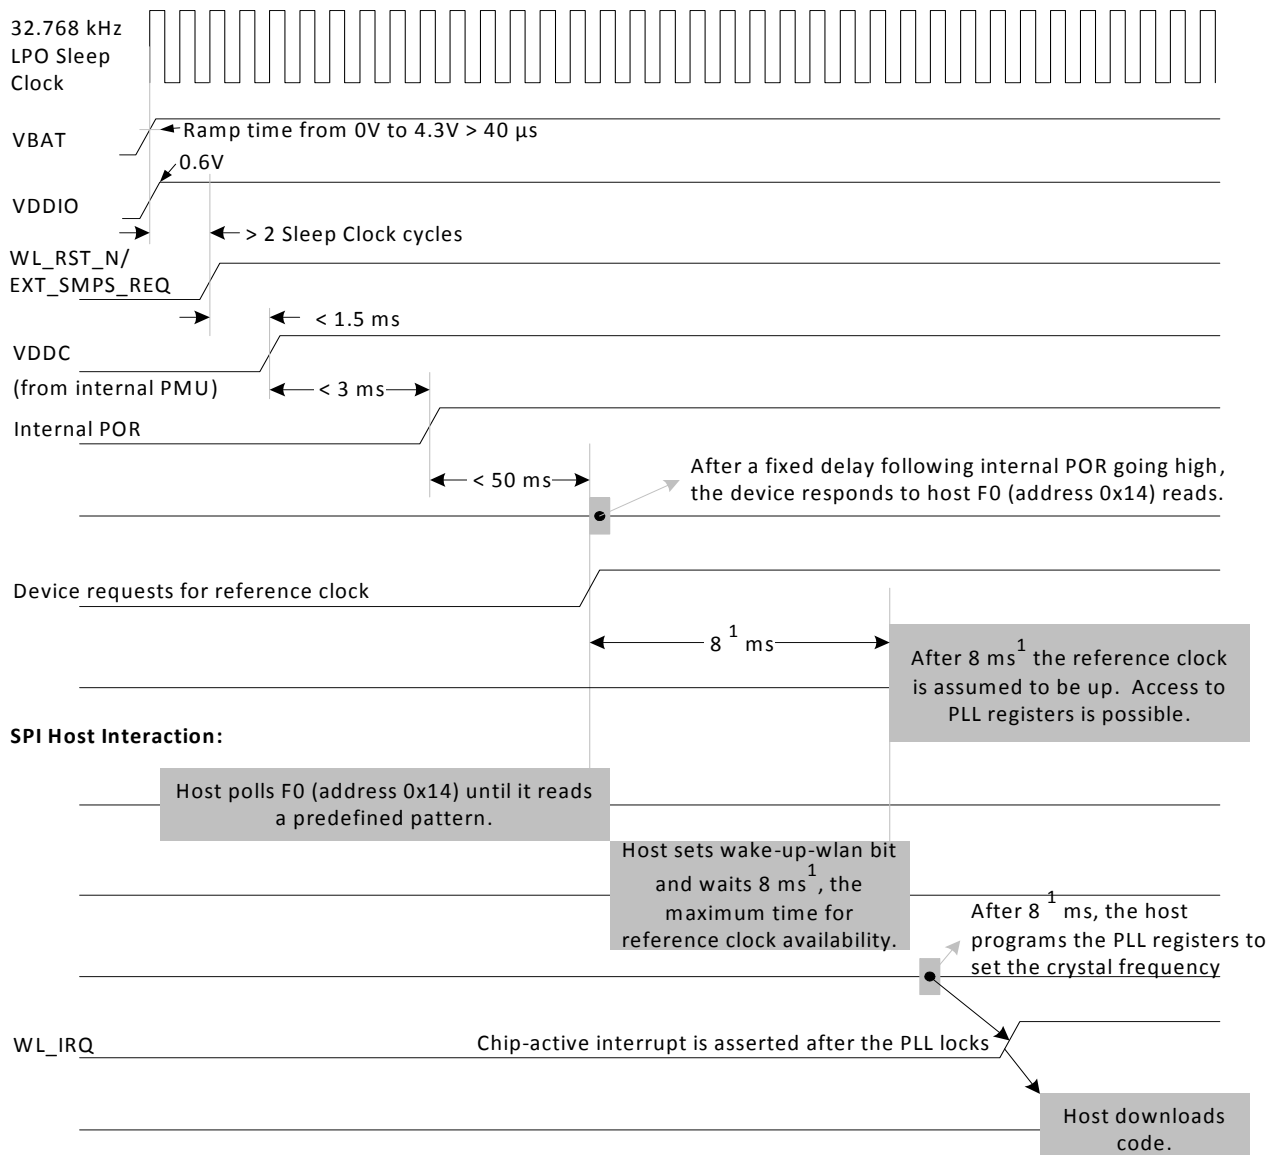 32.768 kHz
LPO Sleep
Clock
VBAT
Ramp time from 0V to 4.3V > 40 µs
0.6V
VDDIO
> 2 Sleep Clock cycles
WL_RST_N/
EXT_SMPS_REQ
< 1.5 ms
VDDC
(from internal PMU)
< 3 ms
Internal POR
< 50 ms
After a fixed delay following internal POR going high,
the device responds to host F0 (address 0x14) reads.
Device requests for reference clock
8 1 ms
After 8 ms1 the reference clock
is assumed to be up. Access to
PLL registers is possible.
SPI Host Interaction:
Host polls F0 (address 0x14) until it reads
a predefined pattern.
Host sets wake-up-wlan bit
and waits 8 ms1, the
maximum time for
reference clock availability.
After 8 1 ms, the host
programs the PLL registers to
set the crystal frequency
WL_IRQ
Chip-active interrupt is asserted after the PLL locks
Host downloads
code.